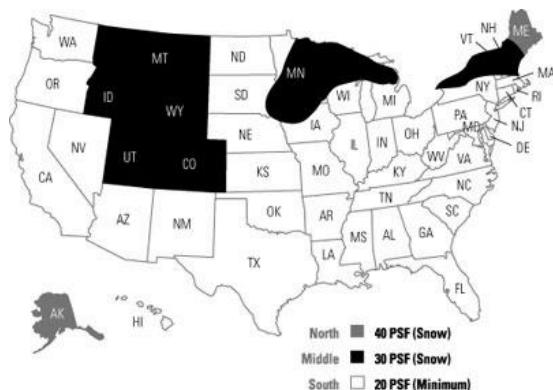 WA
MT
ND
MN
VT
NH
ME
OR
ID
SD
WI
MI
NY
MA
RI
CT
WY
IA
PA
NJ
NV
UT
CO
NE
IL
IN
OH
MD
DE
CA
KS
MO
WV
VA
KY
NC
AZ
NM
OK
AR
TN
SC
TX
LA
MS
AL
GA
FL
AK
HI
North 40 PSF (Snow)
Middle 30 PSF (Snow)
South 20 PSF (Minimum)